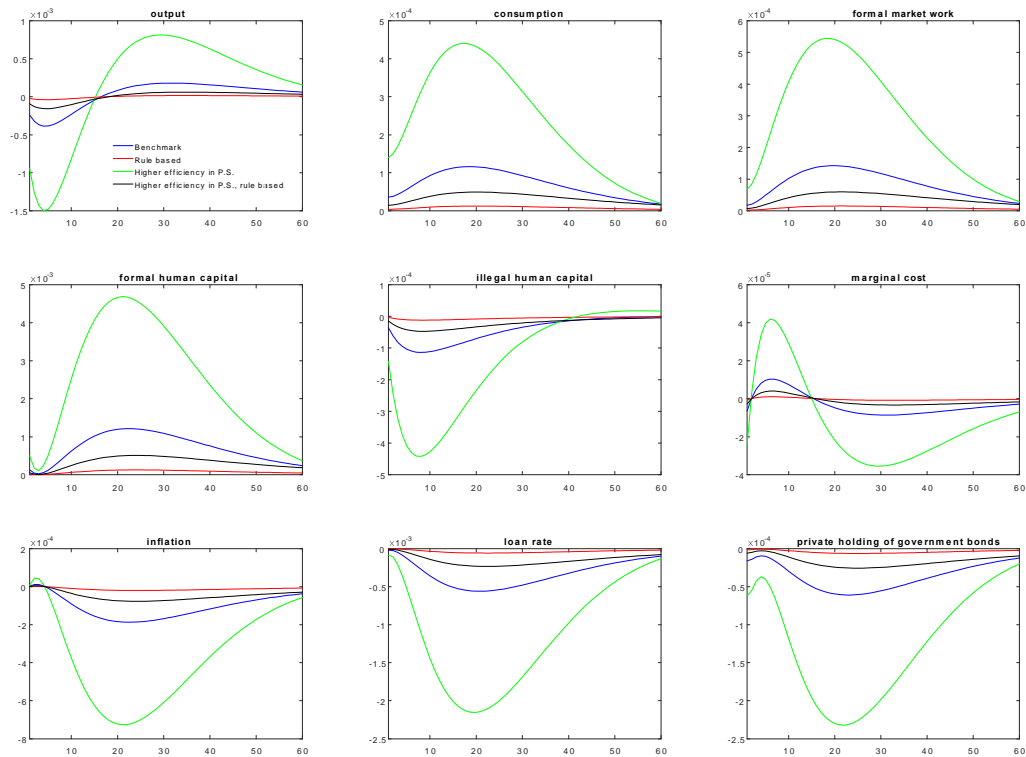 output
×10-3
1
0.5
0
-0.5
-1
-1.5
10 20 30 40 50 60
Benchmark
Rule based
Higher efficiency in P.S.
Higher efficiency in P.S., rule based
consumption
×10-4
5
4
3
2
1
0
10 20 30 40 50 60
formal market work
×10-4
6
5
4
3
2
1
0
10 20 30 40 50 60
formal human capital
×10-3
5
4
3
2
1
0
10 20 30 40 50 60
illegal human capital
×10-4
1
0
-1
-2
-3
-4
-5
10 20 30 40 50 60
marginal cost
×10-5
6
4
2
0
-2
-4
10 20 30 40 50 60
inflation
×10-4
2
0
-2
-4
-6
-8
10 20 30 40 50 60
loan rate
×10-3
0
-0.5
-1
-1.5
-2
-2.5
10 20 30 40 50 60
private holding of government bonds
×10-4
0
-0.5
-1
-1.5
-2
-2.5
10 20 30 40 50 60